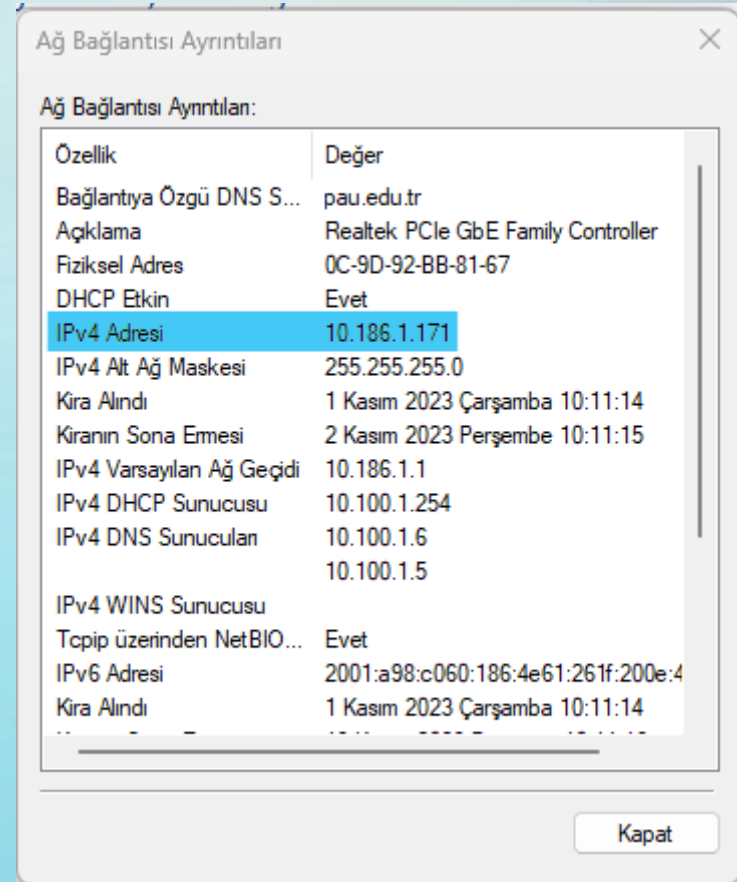 Ağ Bağlantısı Ayrıntıları
Ağ Bağlantısı Ayrıntıları:
Özellik Değer
Bağlantıya Özgü DNS S... pau.edu.tr
Açıklama Realtek PCIe GbE Family Controller
Fiziksel Adres 0C-9D-92-BB-81-67
DHCP Etkin Evet
IPv4 Adresi 10.186.1.171
IPv4 Alt Ağ Maskesi 255.255.255.0
Kira Alındı 1 Kasım 2023 Çarşamba 10:11:14
Kiranın Sona Ermesi 2 Kasım 2023 Perşembe 10:11:15
IPv4 Varsayılan Ağ Geçidi 10.186.1.1
IPv4 DHCP Sunucusu 10.100.1.254
IPv4 DNS Sunucuları 10.100.1.6
10.100.1.5
IPv4 WINS Sunucusu
Tcpip üzerinden NetBIO... Evet
IPv6 Adresi 2001:a98:c060:186:4e61:261f:200e:4
Kira Alındı 1 Kasım 2023 Çarşamba 10:11:14
Kapat